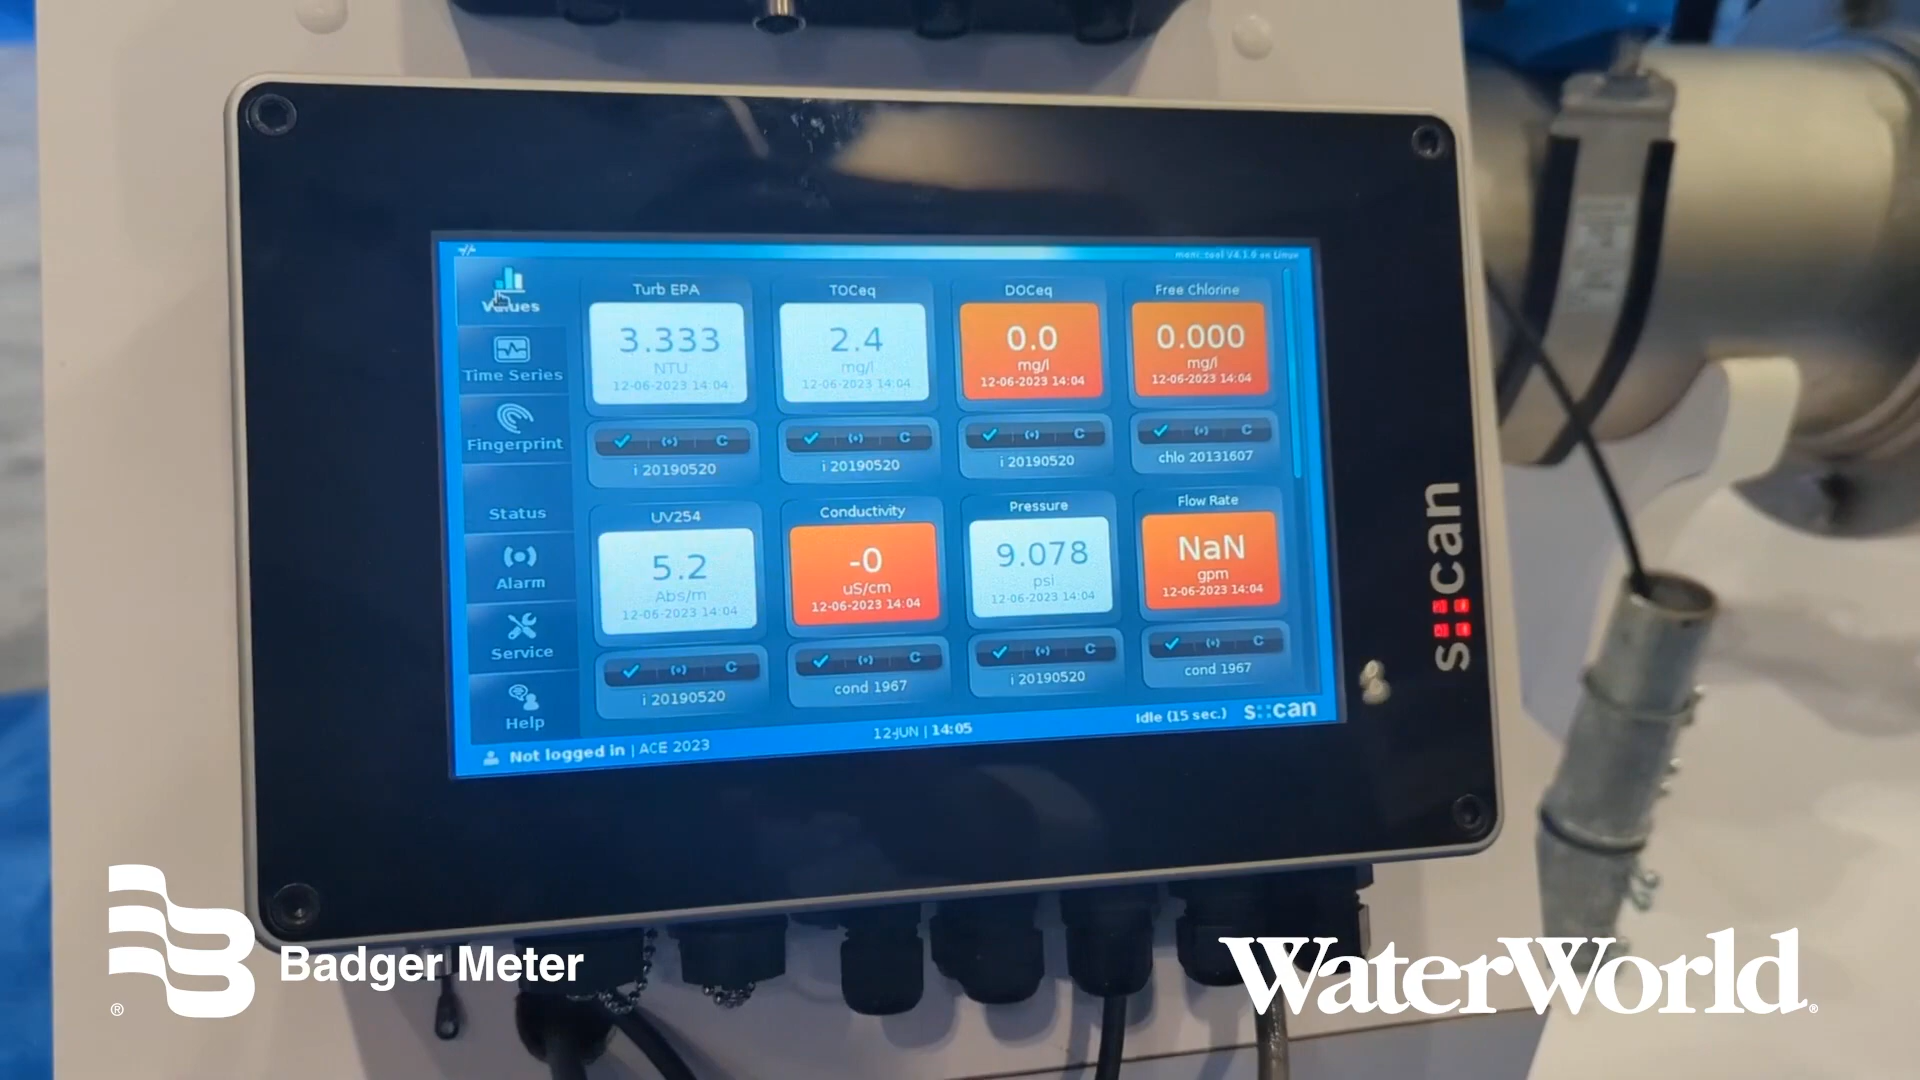 moni::tool V4.1.0 on Linux
Values
Time Series
Fingerprint
Status
Alarm
Service
Help
Turb EPA
3.333
NTU
12-06-2023 14:04
C
i 20190520
TOCeq
2.4
mg/l
12-06-2023 14:04
C
i 20190520
DOCeq
0.0
mg/l
12-06-2023 14:04
C
i 20190520
Free Chlorine
0.000
mg/l
12-06-2023 14:04
C
chlo 20131607
UV254
5.2
Abs/m
12-06-2023 14:04
C
i 20190520
Conductivity
-0
uS/cm
12-06-2023 14:04
C
cond 1967
Pressure
9.078
psi
12-06-2023 14:04
C
i 20190520
Flow Rate
NaN
gpm
12-06-2023 14:04
C
cond 1967
Not logged in | ACE 2023
12-JUN | 14:05
Idle (15 sec.)
s::can
s::can
Badger Meter
®
WaterWorld®